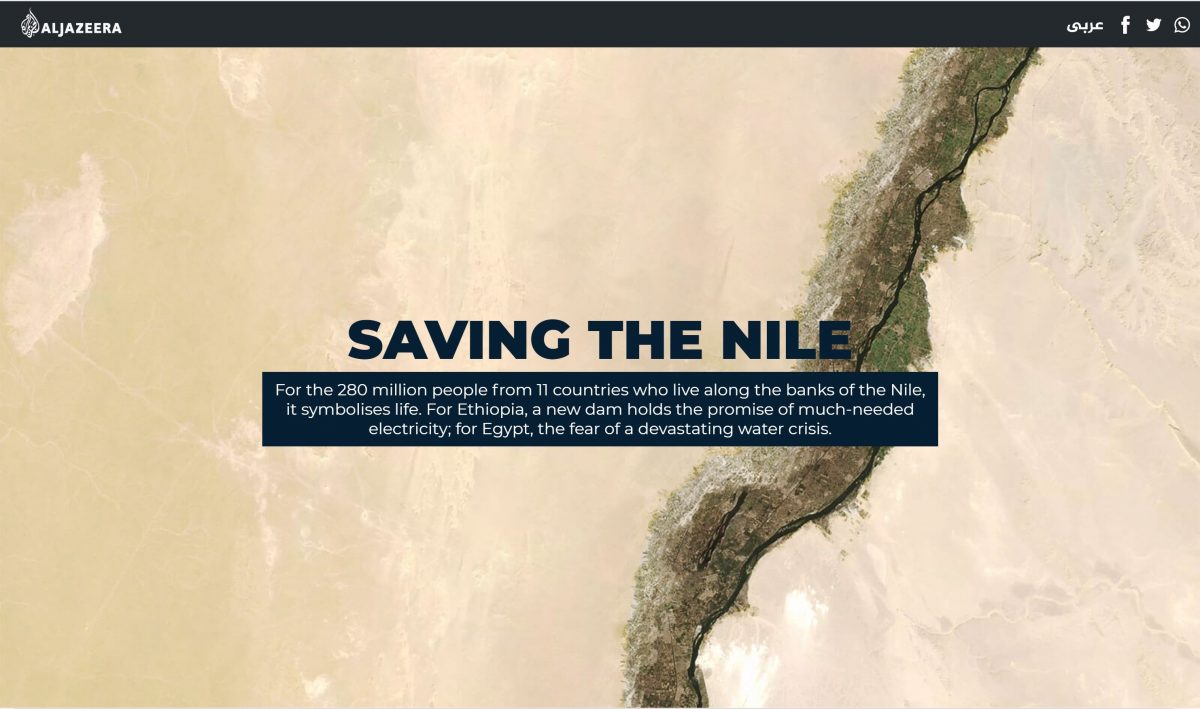 ALJAZEERA
عربي
SAVING THE NILE
For the 280 million people from 11 countries who live along the banks of the Nile,
it symbolises life. For Ethiopia, a new dam holds the promise of much-needed
electricity; for Egypt, the fear of a devastating water crisis.